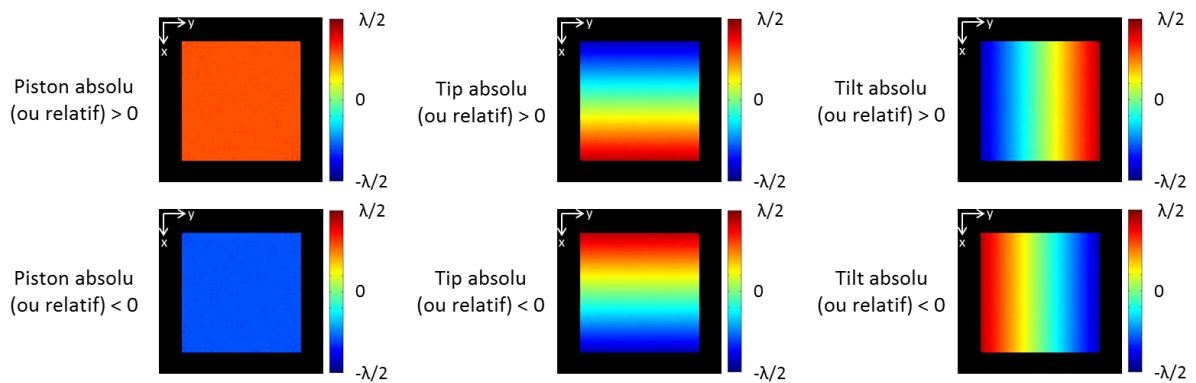 y
x
λ/2
0
-λ/2
Piston absolu
(ou relatif) > 0
y
x
λ/2
0
-λ/2
Tip absolu
(ou relatif) > 0
y
x
λ/2
0
-λ/2
Tilt absolu
(ou relatif) > 0
y
x
λ/2
0
-λ/2
Piston absolu
(ou relatif) < 0
y
x
λ/2
0
-λ/2
Tip absolu
(ou relatif) < 0
y
x
λ/2
0
-λ/2
Tilt absolu
(ou relatif) < 0